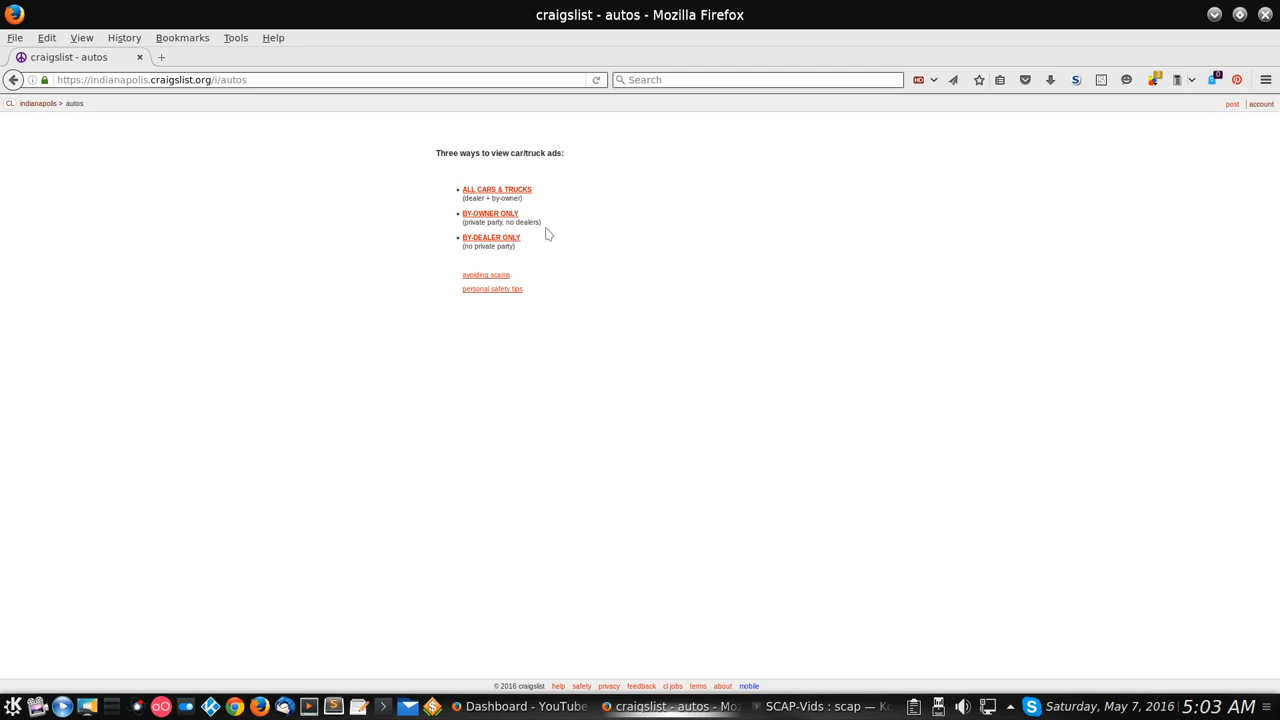 craigslist - autos - Mozilla Firefox
File Edit View History Bookmarks Tools Help
craigslist - autos
https://indianapolis.craigslist.org/i/autos
Search
3
0
CL indianapolis > autos
post account
Three ways to view car/truck ads:
• ALL CARS & TRUCKS
(dealer + by-owner)
• BY-OWNER ONLY
(private party, no dealers)
• BY-DEALER ONLY
(no private party)
avoiding scams
personal safety tips
© 2016 craigslist help safety privacy feedback cl jobs terms about mobile
Dashboard - YouTube craigslist - autos - Mo SCAP-Vids : scap — Ko Saturday, May 7, 2016 5:03 AM